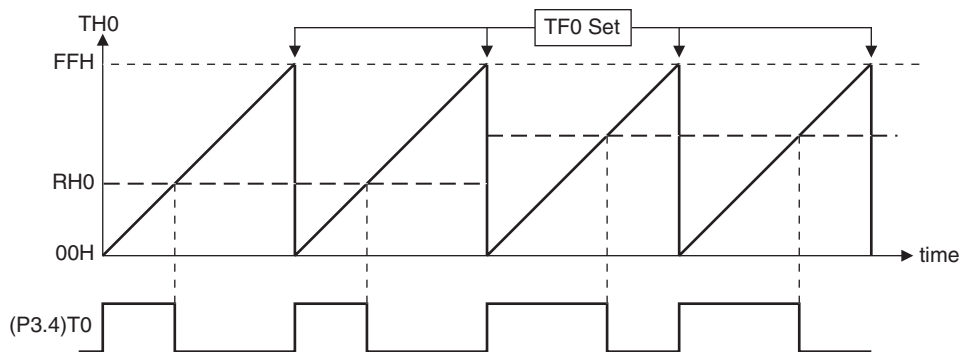 TH0
TF0 Set
FFH
RH0
00H
time
(P3.4)T0